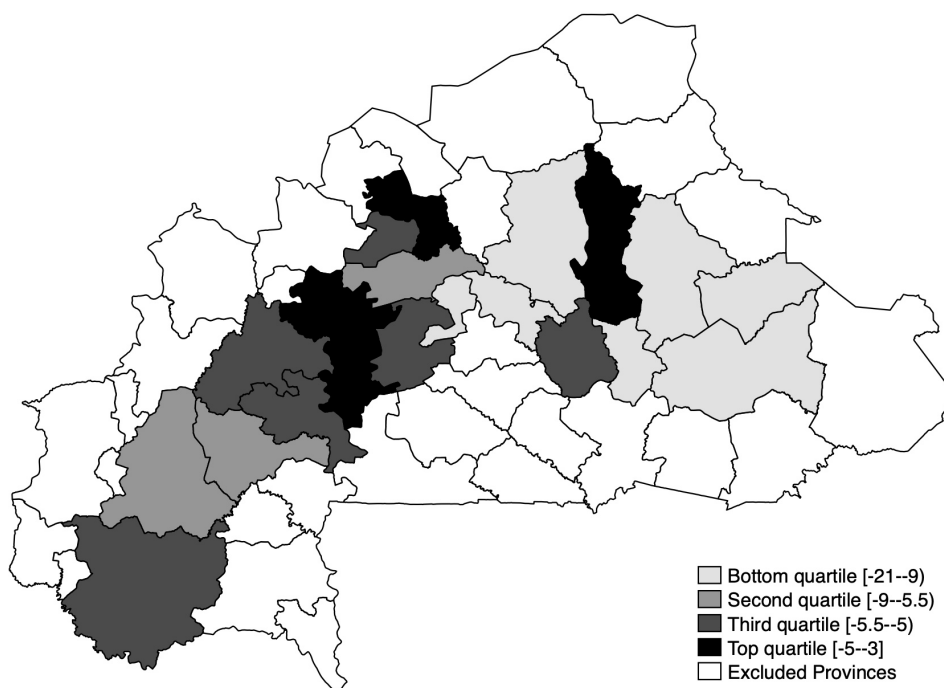 Bottom quartile [-21--9)
Second quartile [-9--5.5)
Third quartile [-5.5--5)
Top quartile [-5--3]
Excluded Provinces